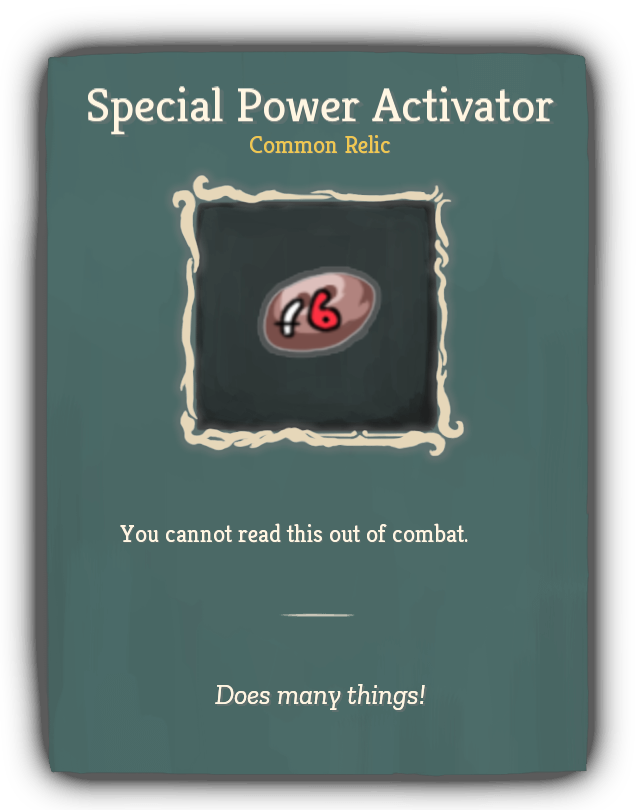 Special Power Activator
Common Relic
You cannot read this out of combat.
Does many things!